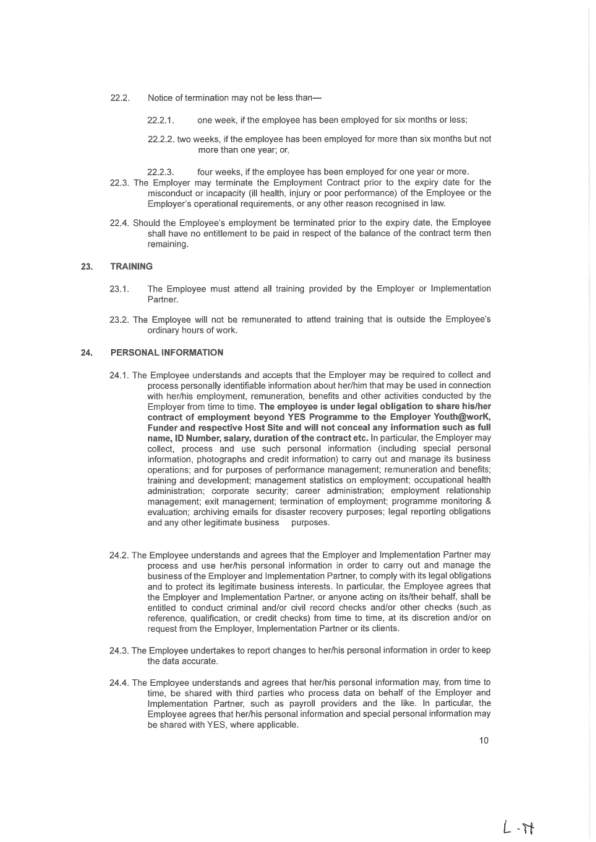 22.2. Notice of termination may not be less than—
22.2.1. one week, if the employee has been employed for six months or less;
22.2.2. two weeks, if the employee has been employed for more than six months but not
more than one year; or,
22.2.3. four weeks, if the employee has been employed for one year or more.
22.3. The Employer may terminate the Employment Contract prior to the expiry date for the
misconduct or incapacity (ill health, injury or poor performance) of the Employee or the
Employer's operational requirements, or any other reason recognised in law.
22.4. Should the Employee's employment be terminated prior to the expiry date, the Employee
shall have no entitlement to be paid in respect of the balance of the contract term then
remaining.
23. TRAINING
23.1. The Employee must attend all training provided by the Employer or Implementation
Partner.
23.2. The Employee will not be remunerated to attend training that is outside the Employee's
ordinary hours of work.
24. PERSONAL INFORMATION
24.1. The Employee understands and accepts that the Employer may be required to collect and
process personally identifiable information about her/him that may be used in connection
with her/his employment, remuneration, benefits and other activities conducted by the
Employer from time to time. The employee is under legal obligation to share his/her
contract of employment beyond YES Programme to the Employer Youth@worK,
Funder and respective Host Site and will not conceal any information such as full
name, ID Number, salary, duration of the contract etc. In particular, the Employer may
collect, process and use such personal information (including special personal
information, photographs and credit information) to carry out and manage its business
operations; and for purposes of performance management; remuneration and benefits;
training and development; management statistics on employment; occupational health
administration; corporate security; career administration; employment relationship
management; exit management; termination of employment; programme monitoring &
evaluation; archiving emails for disaster recovery purposes; legal reporting obligations
and any other legitimate business purposes.
24.2. The Employee understands and agrees that the Employer and Implementation Partner may
process and use her/his personal information in order to carry out and manage the
business of the Employer and Implementation Partner, to comply with its legal obligations
and to protect its legitimate business interests. In particular, the Employee agrees that
the Employer and Implementation Partner, or anyone acting on its/their behalf, shall be
entitled to conduct criminal and/or civil record checks and/or other checks (such as
reference, qualification, or credit checks) from time to time, at its discretion and/or on
request from the Employer, Implementation Partner or its clients.
24.3. The Employee undertakes to report changes to her/his personal information in order to keep
the data accurate.
24.4. The Employee understands and agrees that her/his personal information may, from time to
time, be shared with third parties who process data on behalf of the Employer and
Implementation Partner, such as payroll providers and the like. In particular, the
Employee agrees that her/his personal information and special personal information may
be shared with YES, where applicable.
10